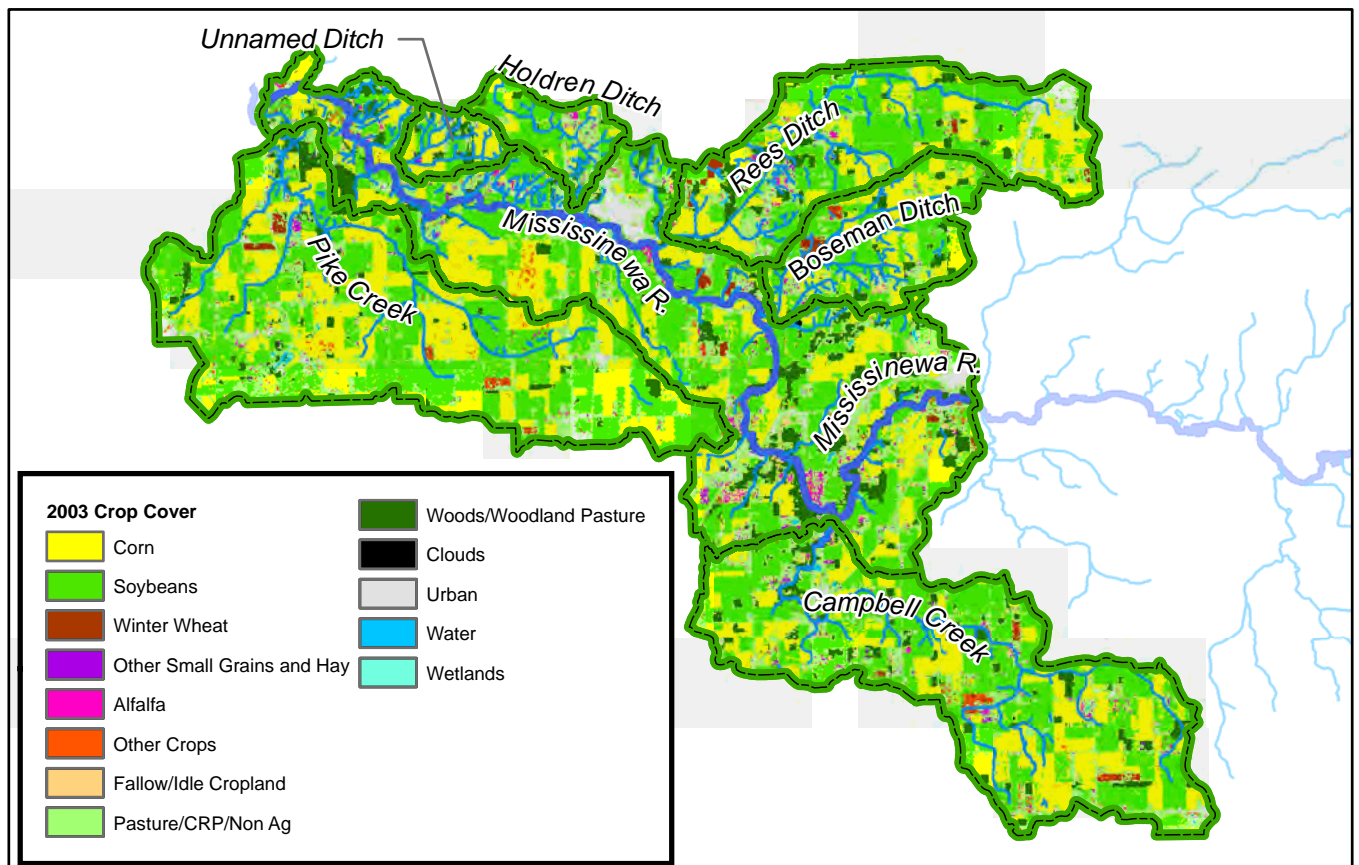 Unnamed Ditch
Holdren Ditch
Rees Ditch
Boseman Ditch
Mississinewa R.
Pike Creek
Mississinewa R.
Campbell Creek
2003 Crop Cover
Corn
Soybeans
Winter Wheat
Other Small Grains and Hay
Alfalfa
Other Crops
Fallow/Idle Cropland
Pasture/CRP/Non Ag
Woods/Woodland Pasture
Clouds
Urban
Water
Wetlands